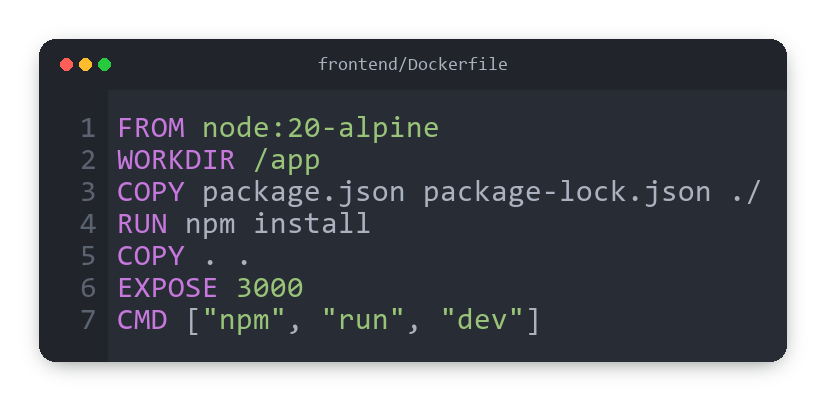 frontend/Dockerfile
1 FROM node:20-alpine
2 WORKDIR /app
3 COPY package.json package-lock.json ./
4 RUN npm install
5 COPY . .
6 EXPOSE 3000
7 CMD ["npm", "run", "dev"]